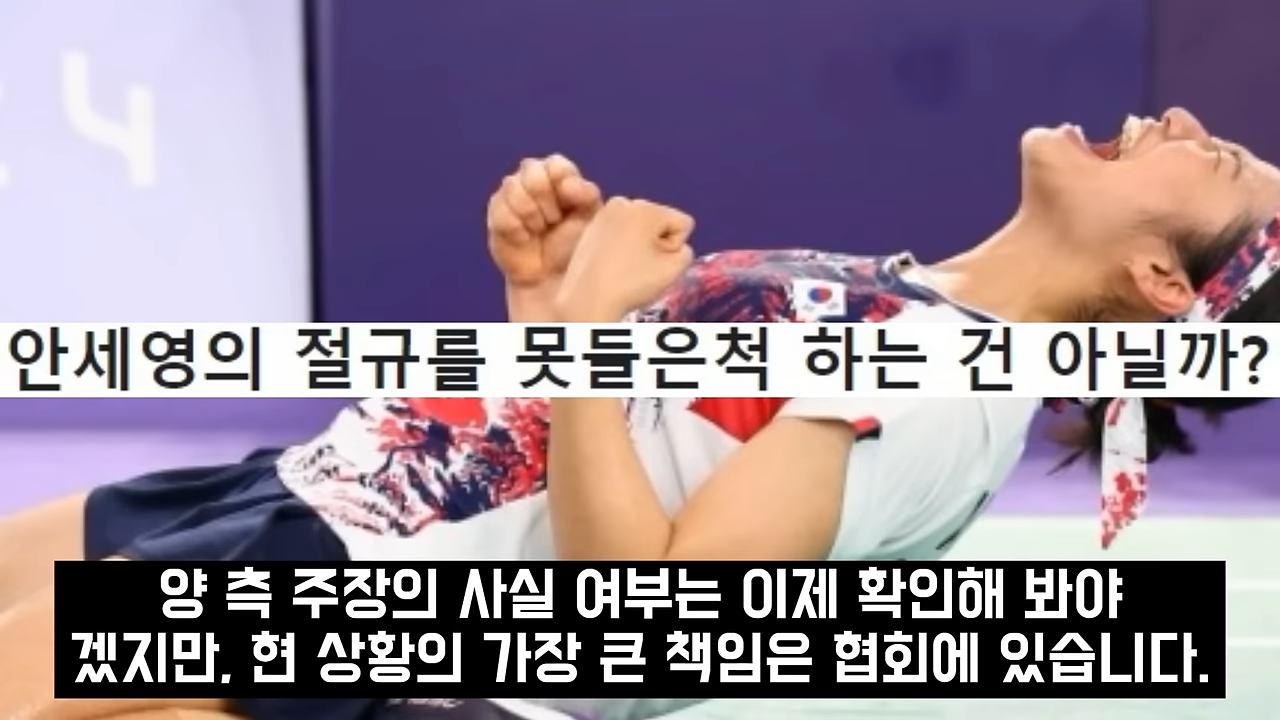 24
안세영의 절규를 못들은척 하는 건 아닐까?
양 측 주장의 사실 여부는 이제 확인해 봐야
겠지만, 현 상황의 가장 큰 책임은 협회에 있습니다.